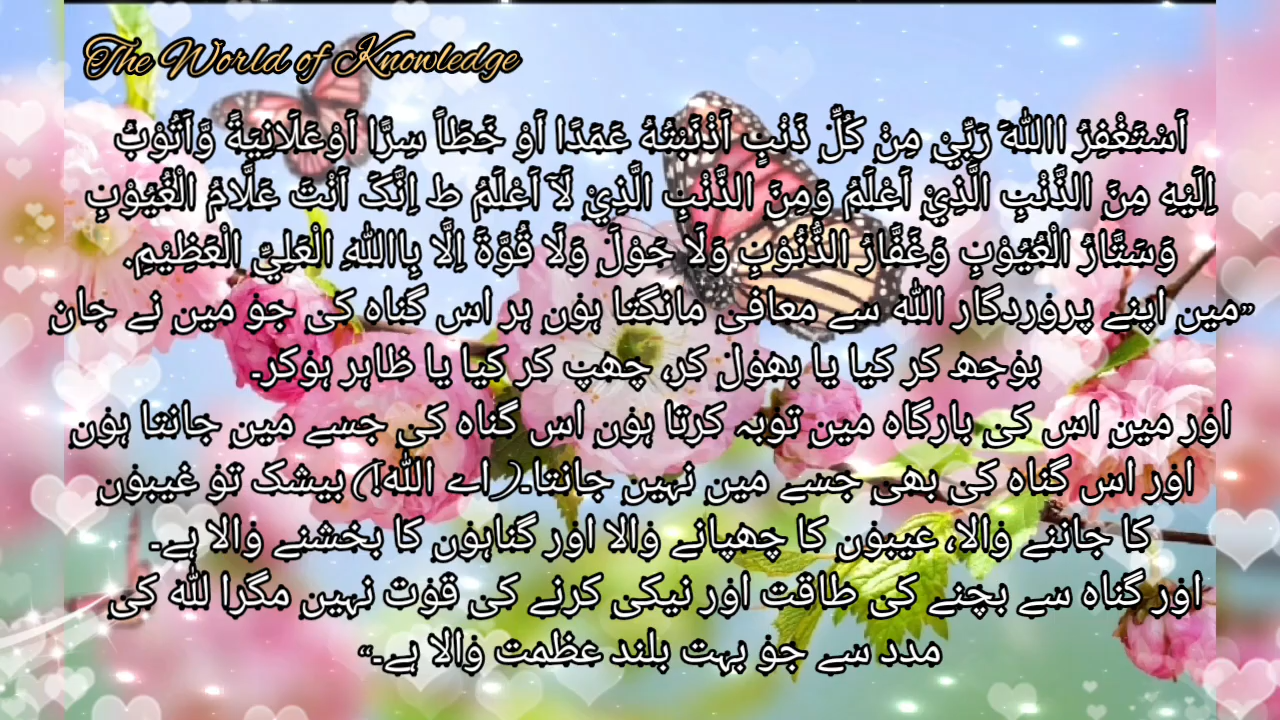 The World of Knowledge
اَسْتَغْفِرُ االلهَ رَبِّيْ مِنْ كُلِّ ذَنْبٍ اَذْنَبْتُهٗ عَمَدًا اَوْ خَطَاً سِرًّا اَوْعَلَانِيَةً وَّاَتُوْبُ
اِلَيْهِ مِنَ الذَّنْبِ الَّذِيْ اَعْلَمُ وَمِنَ الذَّنْبِ الَّذِيْ لَآ اَعْلَمُ ط اِنَّکَ اَنْتَ عَلَّامُ الْغُيُوْبِ
وَسَتَّارُ الْعُيُوْبِ وَغَفَّارُ الذُّنُوْبِ وَلَا حَوْلَ وَلَا قُوَّةَ اِلَّا بِااللهِ الْعَلِيِّ الْعَظِيْمِ.
”میں اپنے پروردگار اللہ سے معافی مانگتا ہوں ہر اس گناہ کی جو میں نے جان
بوجھ کر کیا یا بھول کر، چھپ کر کیا یا ظاہر ہوکر۔
اور میں اس کی بارگاہ میں توبہ کرتا ہوں اس گناہ کی جسے میں جانتا ہوں
اور اس گناہ کی بھی جسے میں نہیں جانتا۔(اے اللہ!) بیشک تو غیبوں
کا جاننے والا، عیبوں کا چھپانے والا اور گناہوں کا بخشنے والا ہے۔
اور گناہ سے بچنے کی طاقت اور نیکی کرنے کی قوت نہیں مگرا للہ کی
مدد سے جو بہت بلند عظمت والا ہے۔“